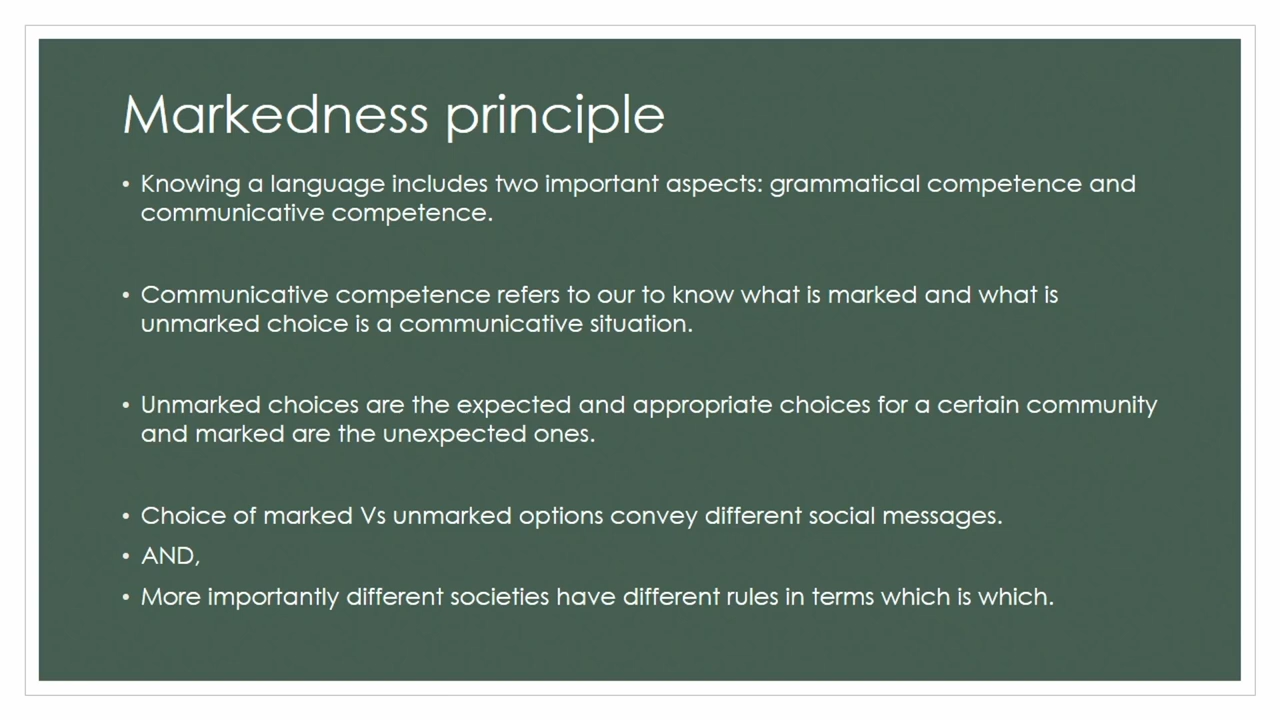 Markedness principle
• Knowing a language includes two important aspects: grammatical competence and
communicative competence.
• Communicative competence refers to our to know what is marked and what is
unmarked choice is a communicative situation.
• Unmarked choices are the expected and appropriate choices for a certain community
and marked are the unexpected ones.
• Choice of marked Vs unmarked options convey different social messages.
• AND,
• More importantly different societies have different rules in terms which is which.